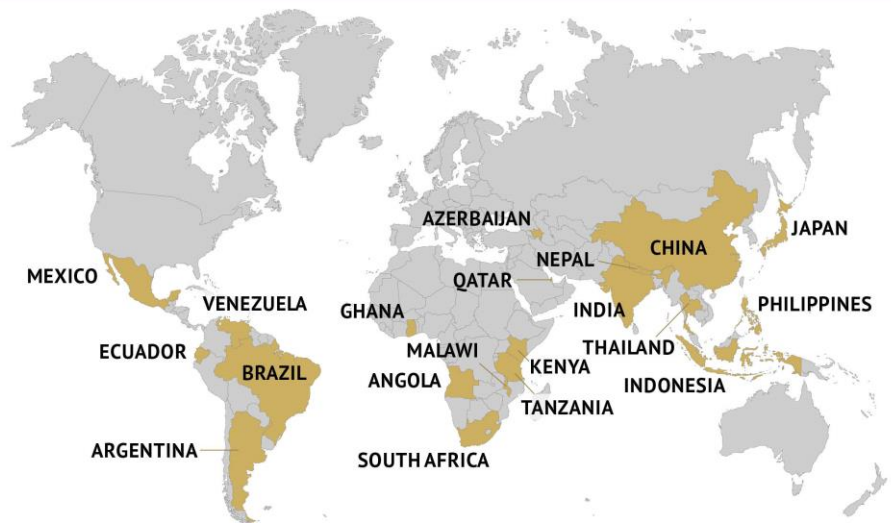 AZERBAIJAN
JAPAN
CHINA
NEPAL
MEXICO
QATAR
VENEZUELA
GHANA
INDIA
PHILIPPINES
ECUADOR
MALAWI
KENYA
THAILAND
BRAZIL
ANGOLA
INDONESIA
TANZANIA
ARGENTINA
SOUTH AFRICA